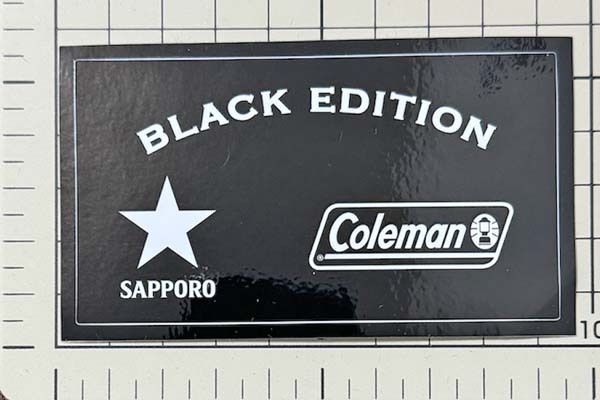 BLACK EDITION
SAPPORO
Coleman ®
10